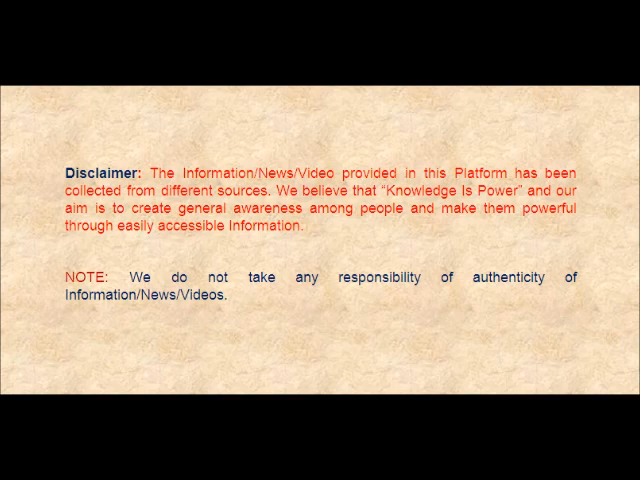 Disclaimer: The Information/News/Video provided in this Platform has been
collected from different sources. We believe that “Knowledge Is Power” and our
aim is to create general awareness among people and make them powerful
through easily accessible Information.
NOTE: We do not take any responsibility of authenticity of
Information/News/Videos.